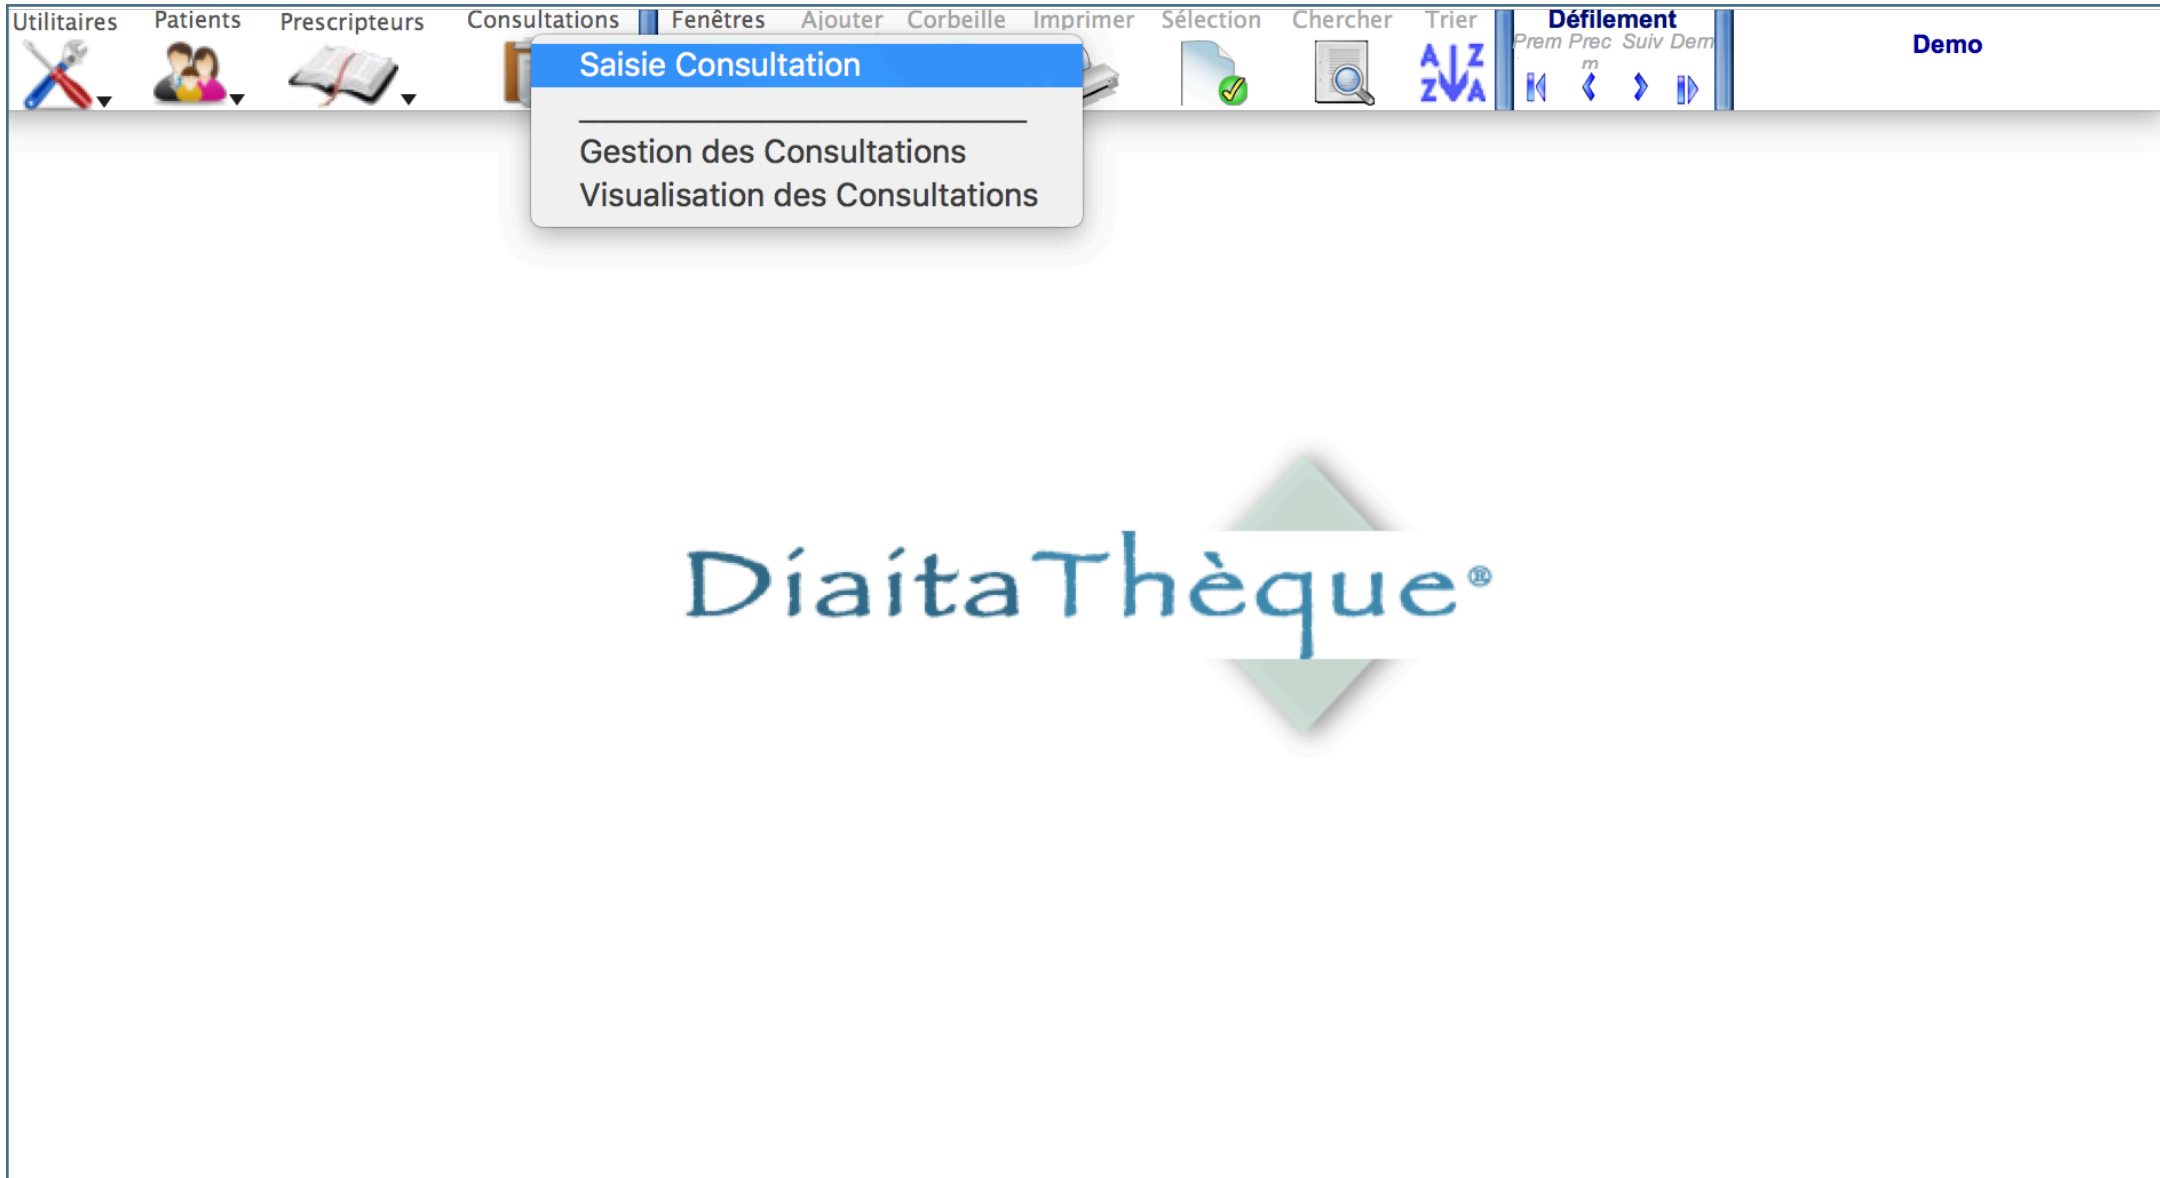 Utilitaires Patients Prescripteurs Consultations Fenêtres Ajouter Corbeille Imprimer Sélection Chercher Trier Défilement
Prem Prec Suiv Dern
m
Demo
A Z
Z A
Saisie Consultation
Gestion des Consultations
Visualisation des Consultations
DiaitaThèque®